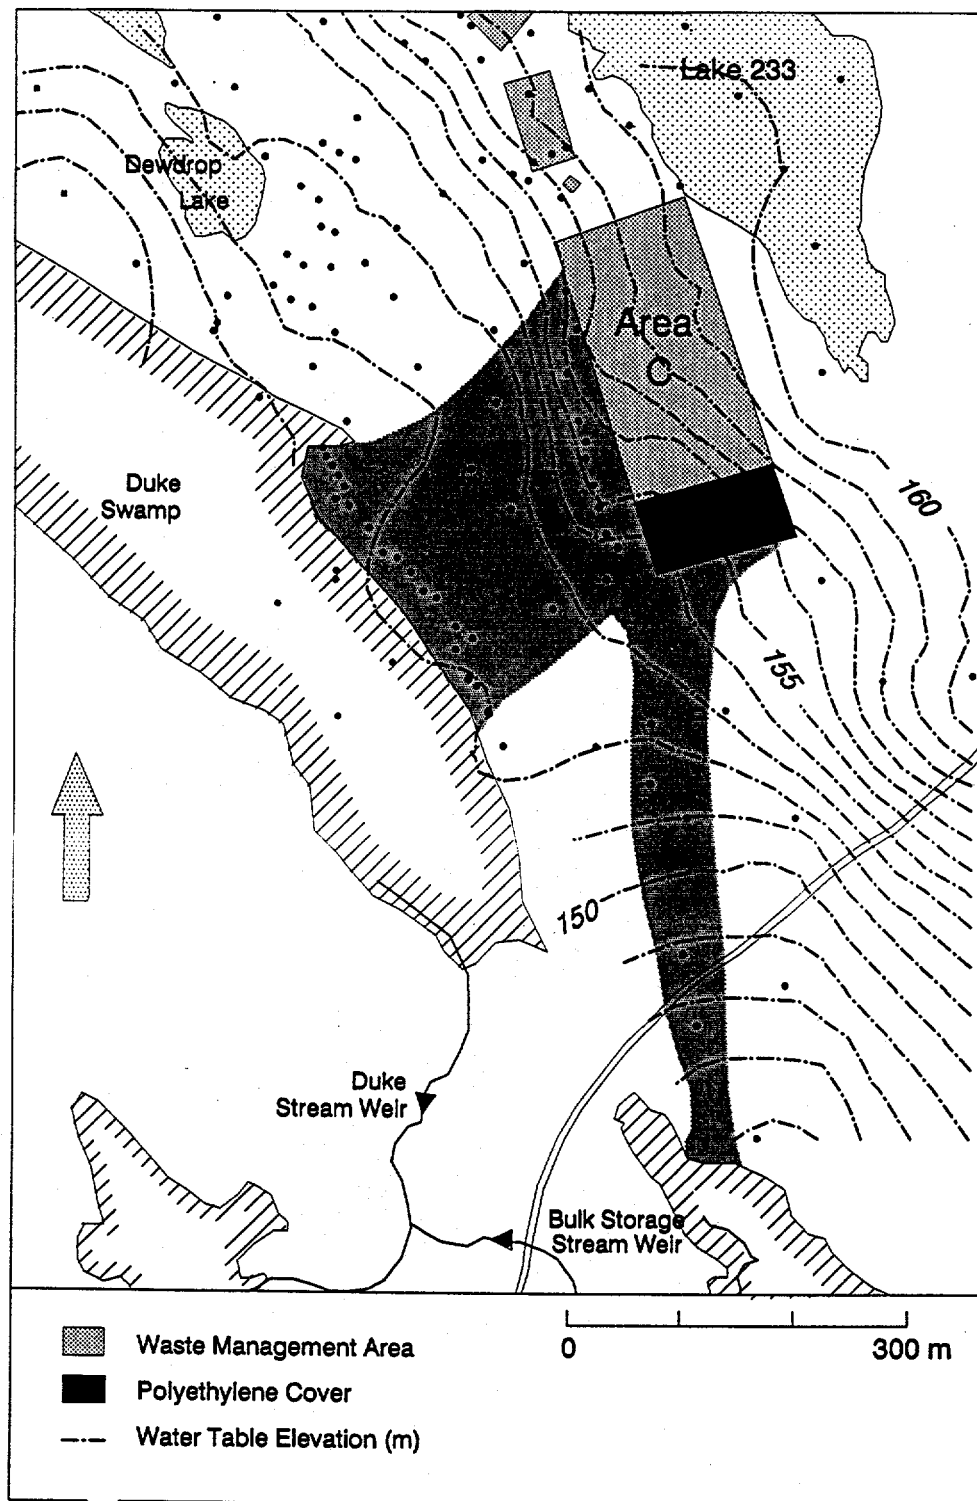 Lake 233
Dewdrop
Lake
Area
C
Duke
Swamp
160
155
150
Duke
Stream Weir
Bulk Storage
Stream Weir
0 300 m
Waste Management Area
Polyethylene Cover
Water Table Elevation (m)